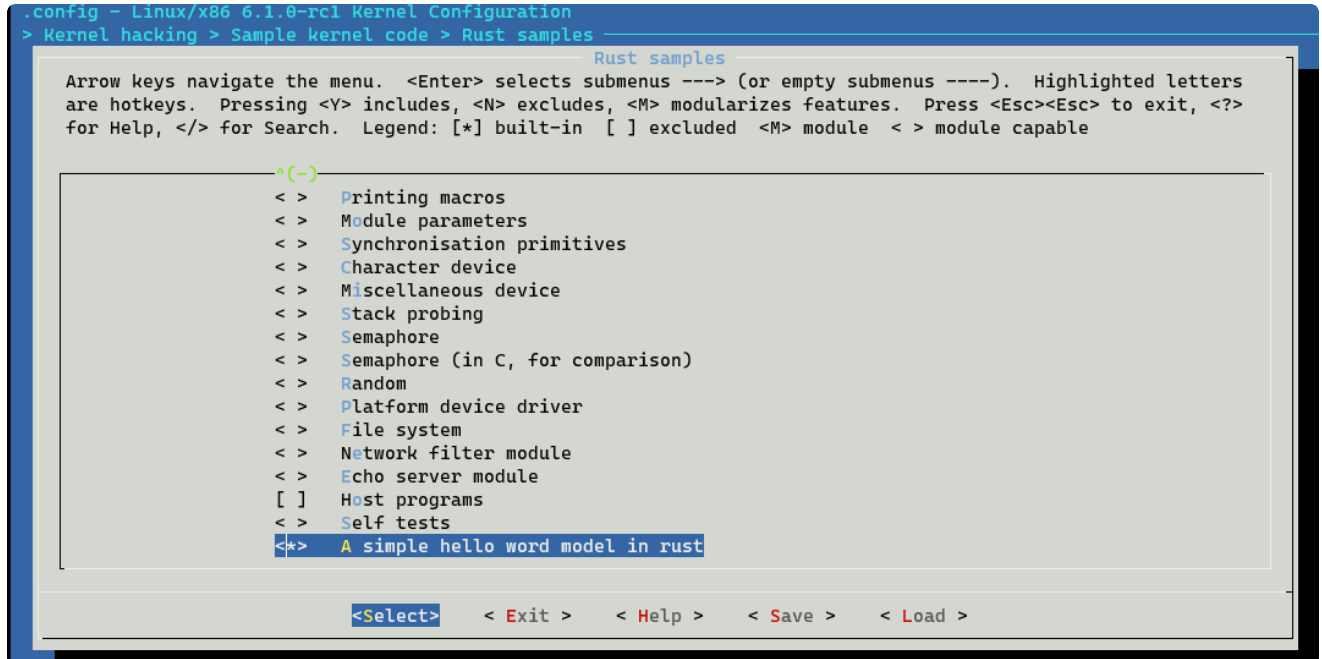 .config - Linux/x86 6.1.0-rc1 Kernel Configuration
> Kernel hacking > Sample kernel code > Rust samples
Rust samples
Arrow keys navigate the menu.  <Enter> selects submenus ---> (or empty submenus ----).  Highlighted letters
are hotkeys.  Pressing <Y> includes, <N> excludes, <M> modularizes features.  Press <Esc><Esc> to exit, <?>
for Help, </> for Search.  Legend: [*] built-in  [ ] excluded  <M> module  < > module capable
^(-)
< >   Printing macros
< >   Module parameters
< >   Synchronisation primitives
< >   Character device
< >   Miscellaneous device
< >   Stack probing
< >   Semaphore
< >   Semaphore (in C, for comparison)
< >   Random
< >   Platform device driver
< >   File system
< >   Network filter module
< >   Echo server module
[ ]   Host programs
< >   Self tests
<*>   A simple hello word model in rust
<Select>    < Exit >    < Help >    < Save >    < Load >